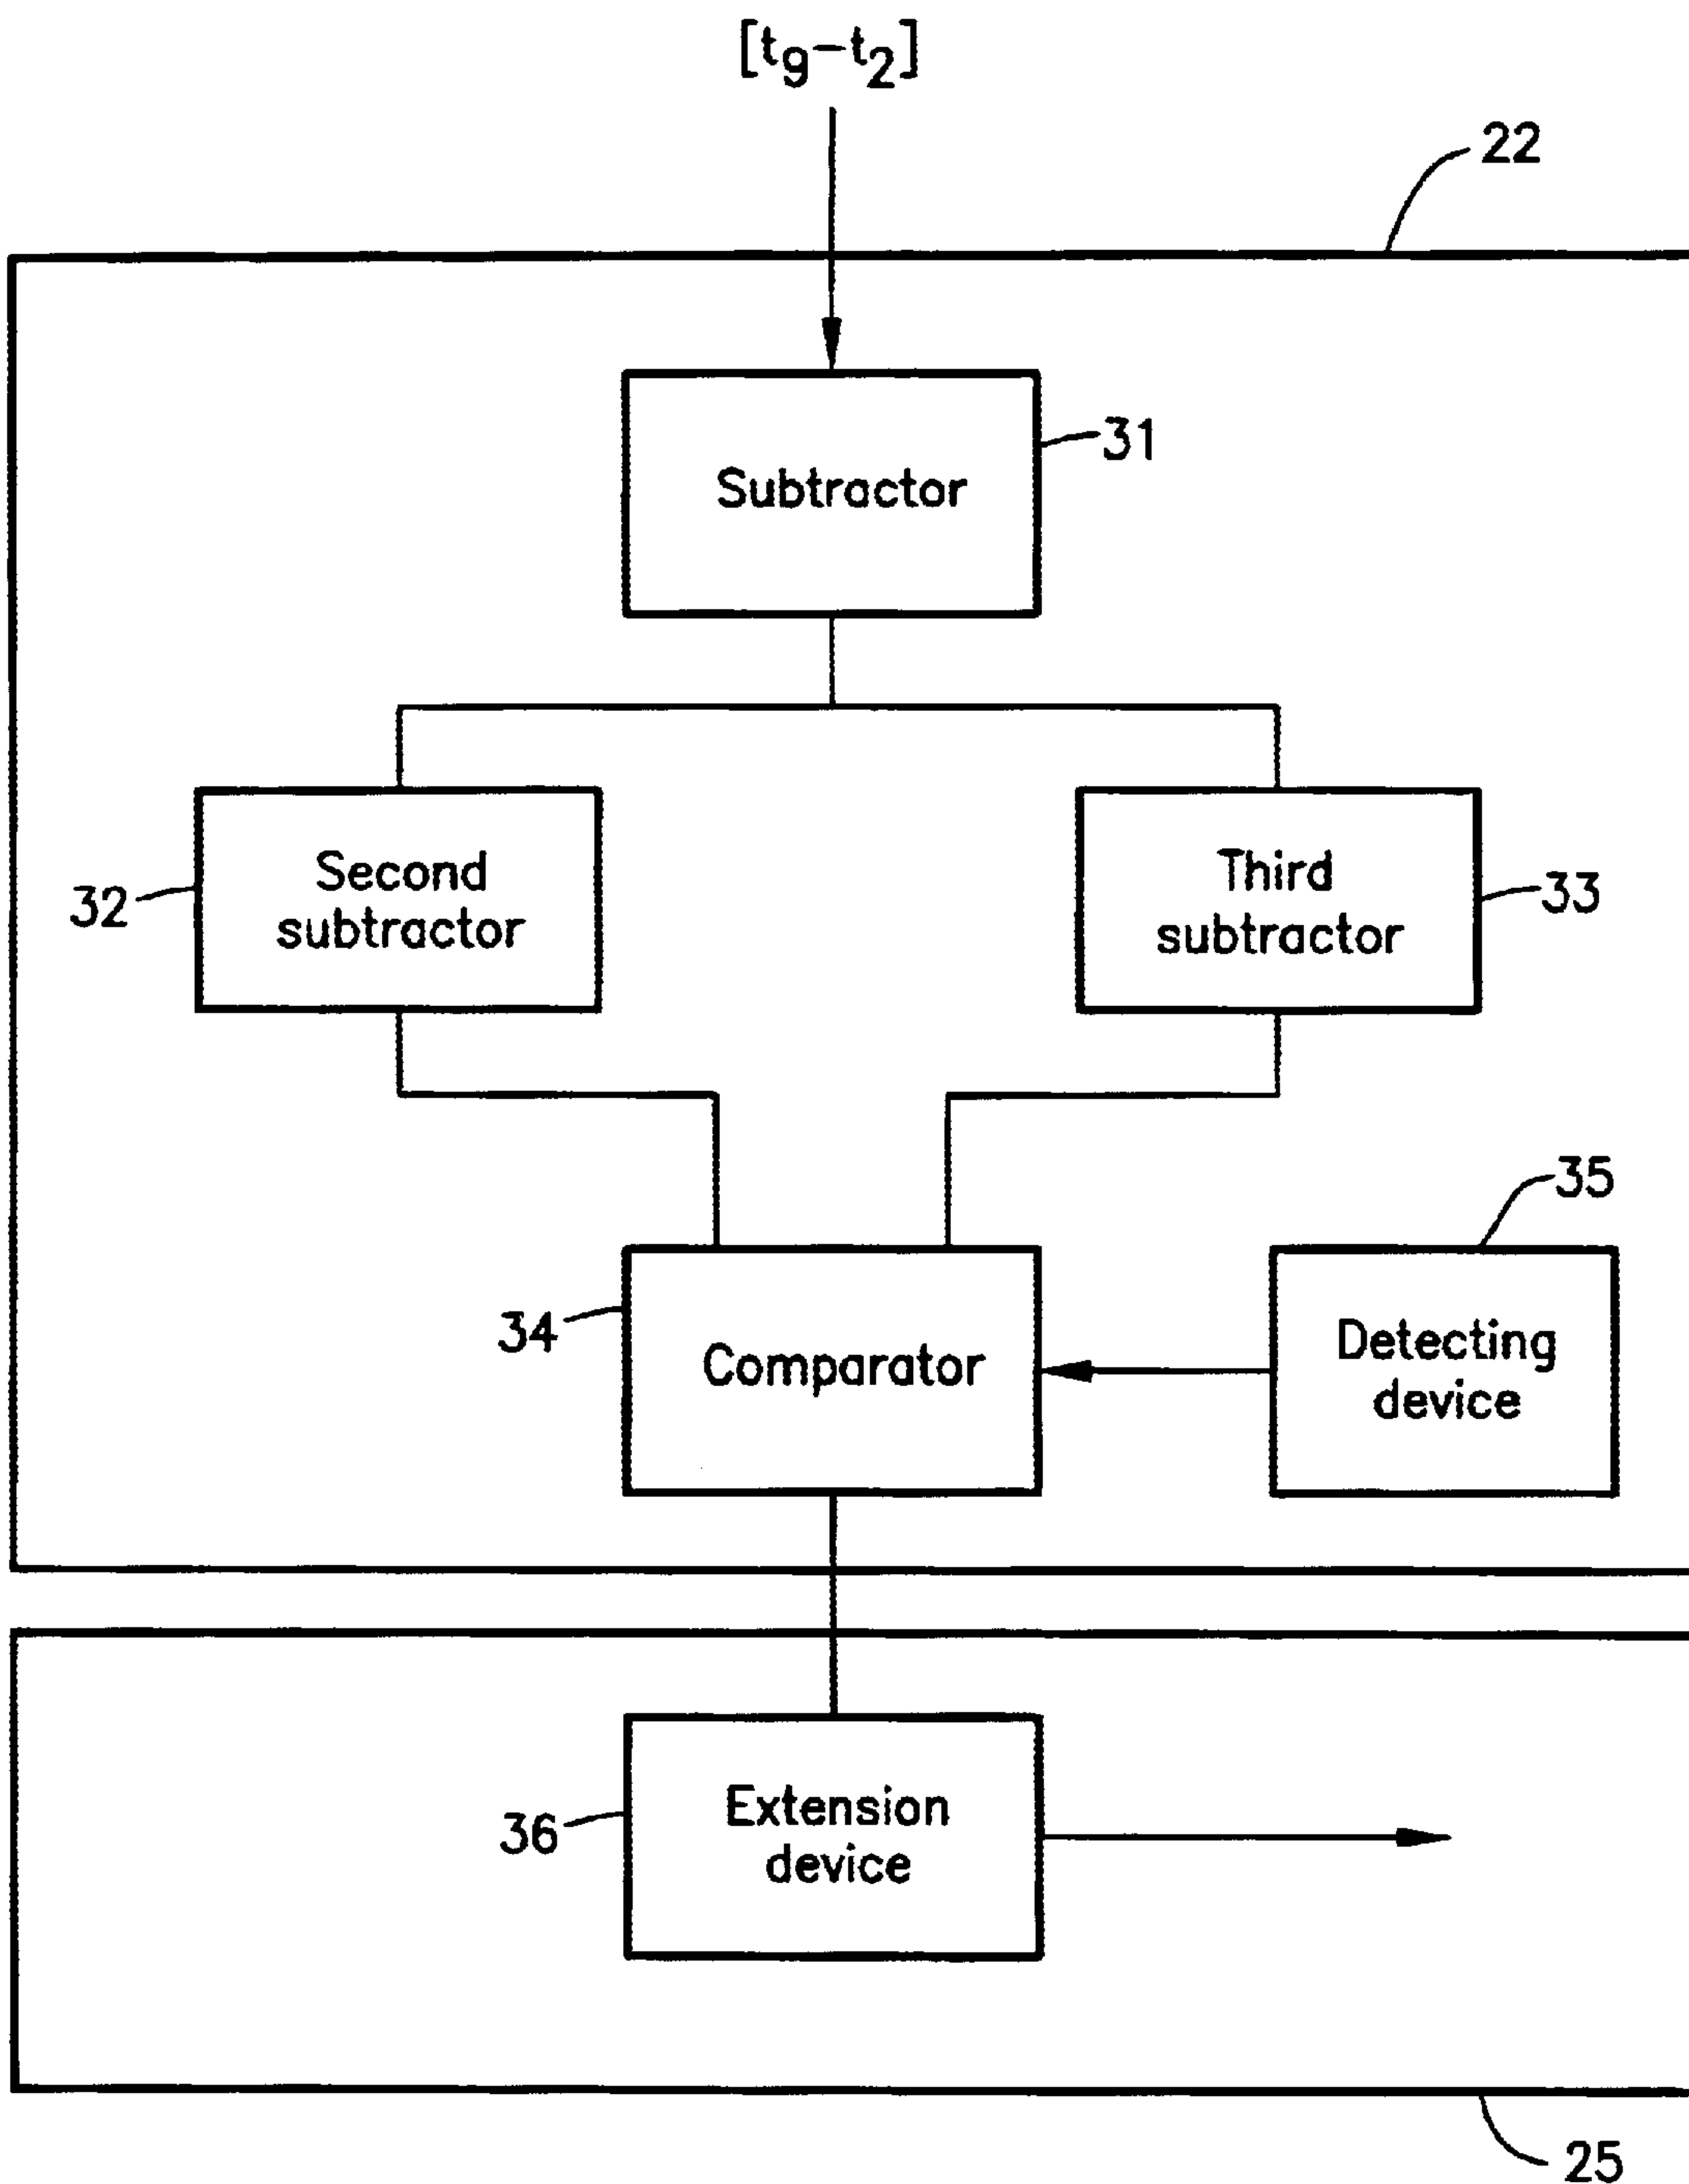 [t9-t2]
22
31
Subtractor
Second
subtractor
32
Third
subtractor
33
35
34
Comparator
Detecting
device
Extension
device
36
25